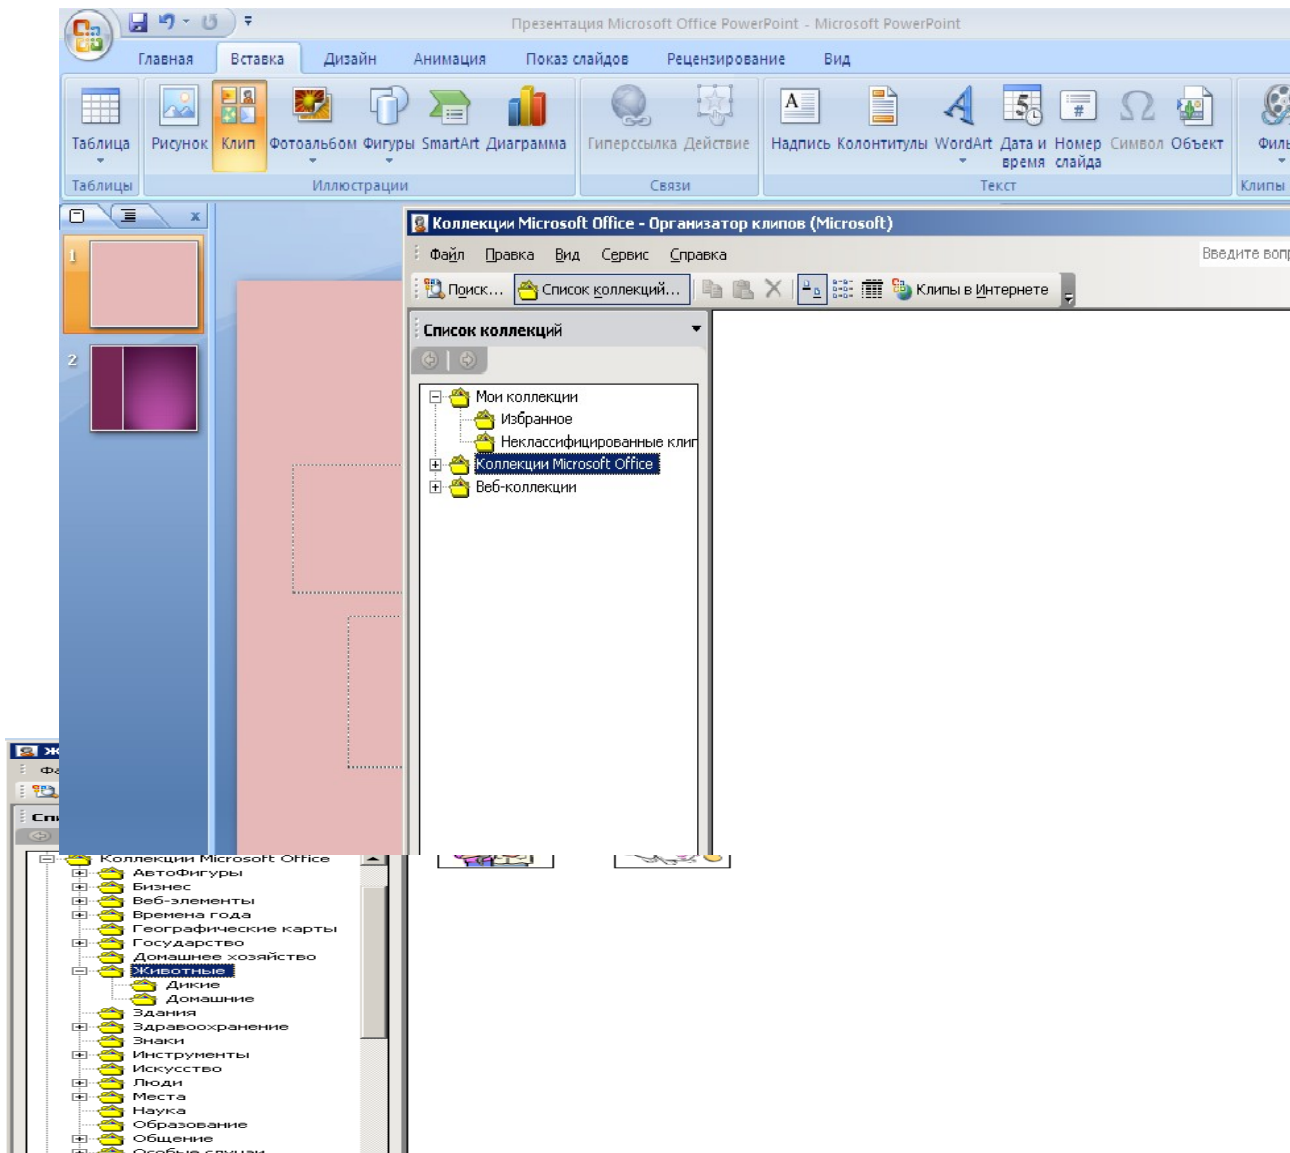 Презентация Microsoft Office PowerPoint - Microsoft PowerPoint
Главная Вставка Дизайн Анимация Показ слайдов Рецензирование Вид
Таблица Рисунок Клип Фотоальбом Фигуры SmartArt Диаграмма Гиперссылка Действие Надпись Колонтитулы WordArt Дата и время Номер слайда Символ Объект
Таблицы Иллюстрации Связи Текст Клипы
1
2
Коллекции Microsoft Office - Организатор клипов (Microsoft)
Файл Правка Вид Сервис Справка Введите
Поиск... Список коллекций... Клипы в Интернете
Список коллекций
Мои коллекции
Избранное
Неклассифицированные
Коллекции Microsoft Office
Веб-коллекции
Коллекции Microsoft Office
АвтоФигуры
Бизнес
Веб-элементы
Времена года
Географические карты
Государство
Домашнее хозяйство
Животные
Дикие
Домашние
Здания
Здравоохранение
Знаки
Инструменты
Искусство
Люди
Места
Наука
Образование
Общение
Особые случаи